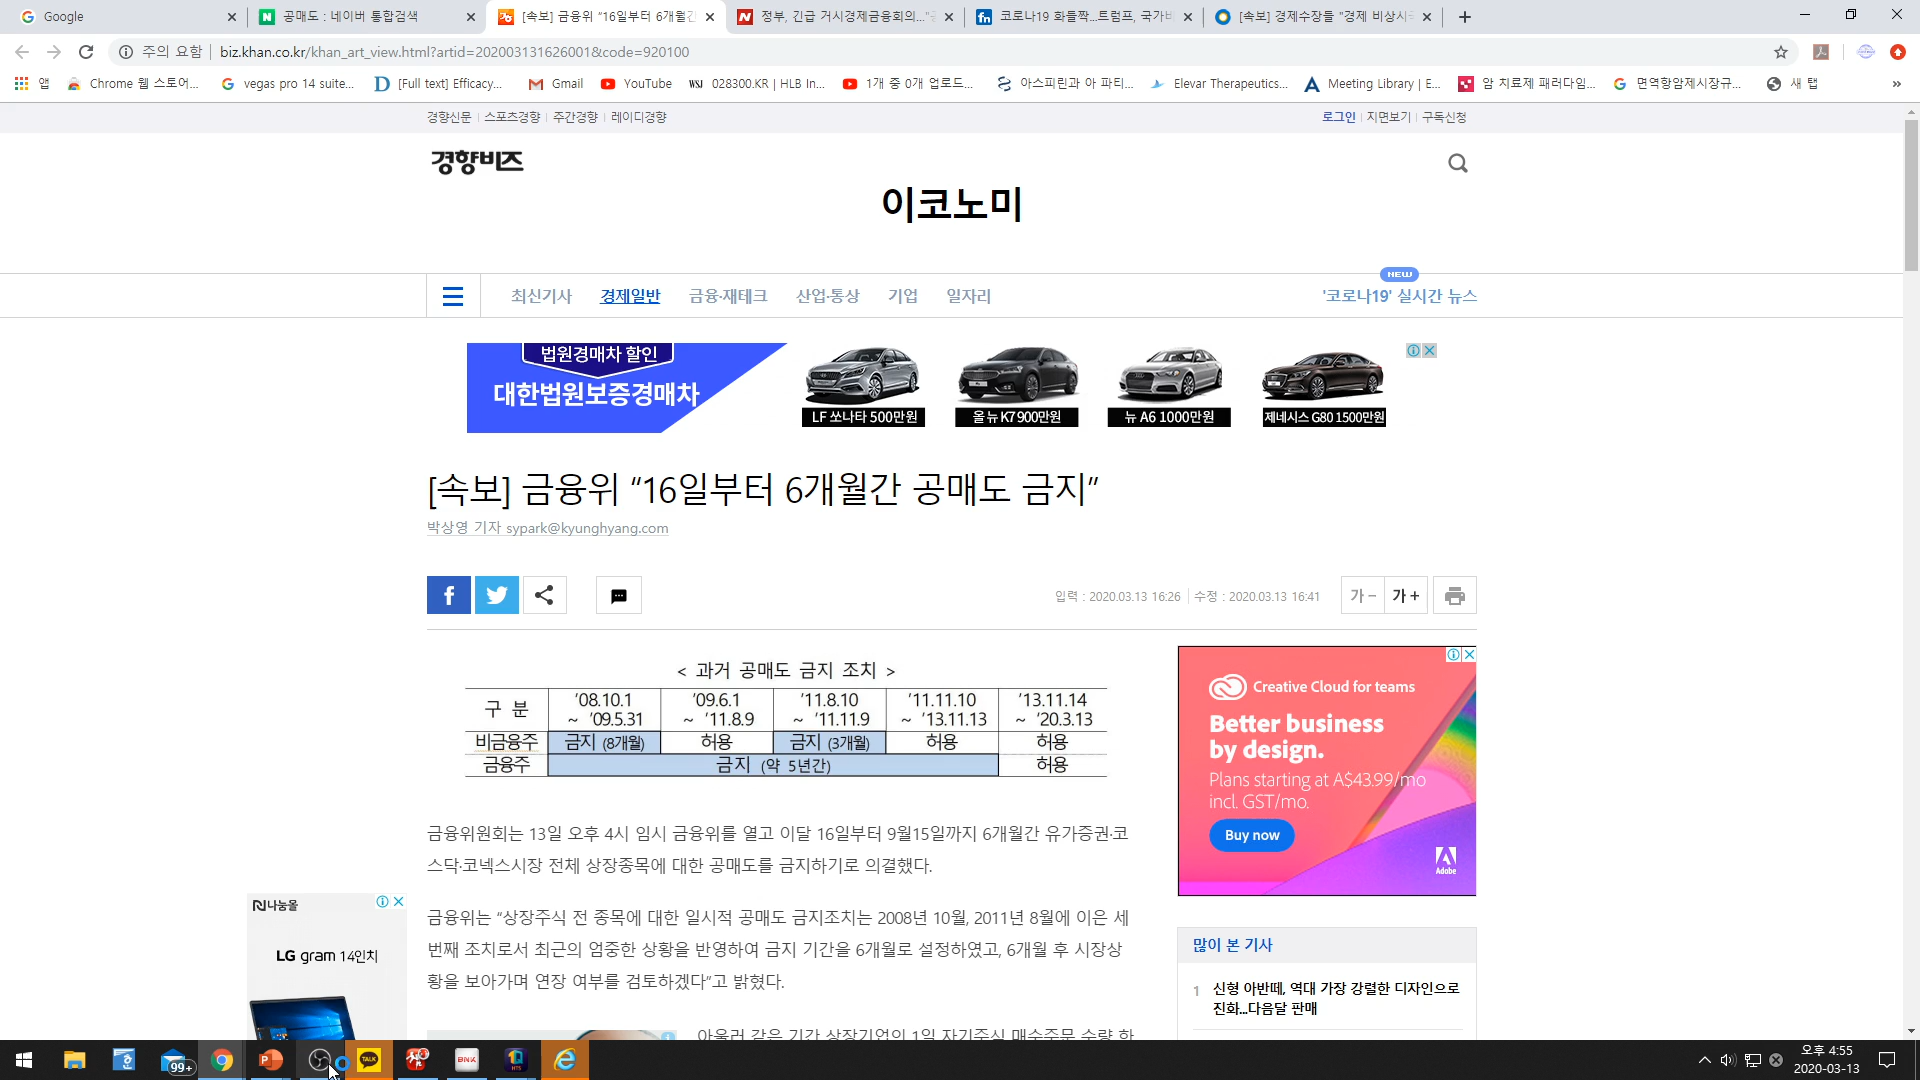 Google
공매도 : 네이버 통합검색
[속보] 금융위 “16일부터 6개월간
정부, 긴급 거시경제금융회의..."
코로나19 화들짝...트럼프, 국가비
[속보] 경제수장들 "경제 비상시국
주의 요함
biz.khan.co.kr/khan_art_view.html?artid=202003131626001&code=920100
앱
Chrome 웹 스토어...
vegas pro 14 suite...
[Full text] Efficacy...
Gmail
YouTube
WSJ 028300.KR | HLB In...
1개 중 0개 업로드...
아스피린과 아 파티...
Elevar Therapeutics...
Meeting Library | E...
암 치료제 패러다임...
면역항암제시장규...
새 탭
»
경향신문 | 스포츠경향 | 주간경향 | 레이디경향
로그인 | 지면보기 | 구독신청
경향비즈
이코노미
NEW
최신기사 경제일반 금융·재테크 산업·통상 기업 일자리
'코로나19' 실시간 뉴스
법원경매차 할인
대한법원보증경매차
LF 쏘나타 500만원
올 뉴 K7 900만원
뉴 A6 1000만원
제네시스 G80 1500만원
[속보] 금융위 “16일부터 6개월간 공매도 금지”
박상영 기자 sypark@kyunghyang.com
입력 : 2020.03.13 16:26 | 수정 : 2020.03.13 16:41
가 −
가 +
< 과거 공매도 금지 조치 >
구 분
'08.10.1 ~ '09.5.31
'09.6.1 ~ '11.8.9
'11.8.10 ~ '11.11.9
'11.11.10 ~ '13.11.13
'13.11.14 ~ '20.3.13
비금융주 금지 (8개월) 허용 금지 (3개월) 허용 허용
금융주 금지 (약 5년간) 허용
금융위원회는 13일 오후 4시 임시 금융위를 열고 이달 16일부터 9월15일까지 6개월간 유가증권·코
스닥·코넥스시장 전체 상장종목에 대한 공매도를 금지하기로 의결했다.
금융위는 “상장주식 전 종목에 대한 일시적 공매도 금지조치는 2008년 10월, 2011년 8월에 이은 세
번째 조치로서 최근의 엄중한 상황을 반영하여 금지 기간을 6개월로 설정하였고, 6개월 후 시장상
황을 보아가며 연장 여부를 검토하겠다”고 밝혔다.
아울러 같은 기간 상장기업의 1일 자기주식 매수주문 수량 한
Creative Cloud for teams
Better business
by design.
Plans starting at A$43.99/mo
incl. GST/mo.
Buy now
Adobe
많이 본 기사
1 신형 아반떼, 역대 가장 강렬한 디자인으로
진화...다음달 판매
나눔몰
LG gram 14인치
99+
TALK
BNK
HTS
오후 4:55
2020-03-13